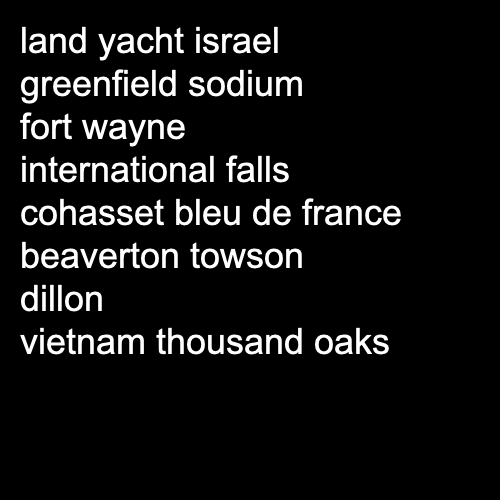 land yacht israel
greenfield sodium
fort wayne
international falls
cohasset bleu de france
beaverton towson
dillon
vietnam thousand oaks